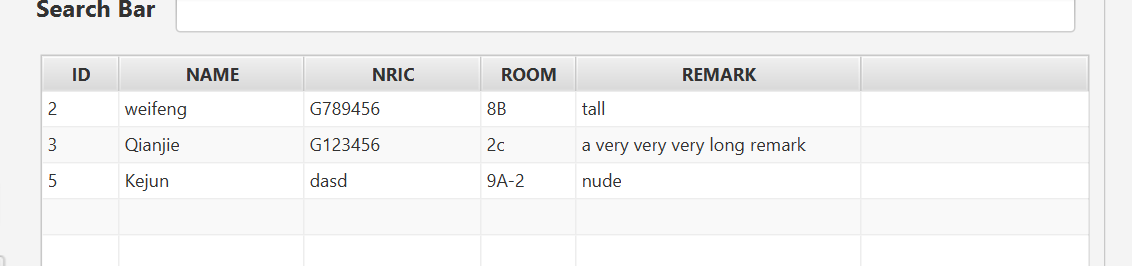 Search Bar
ID NAME NRIC ROOM REMARK
2 weifeng G789456 8B tall
3 Qianjie G123456 2c a very very very long remark
5 Kejun dasd 9A-2 nude